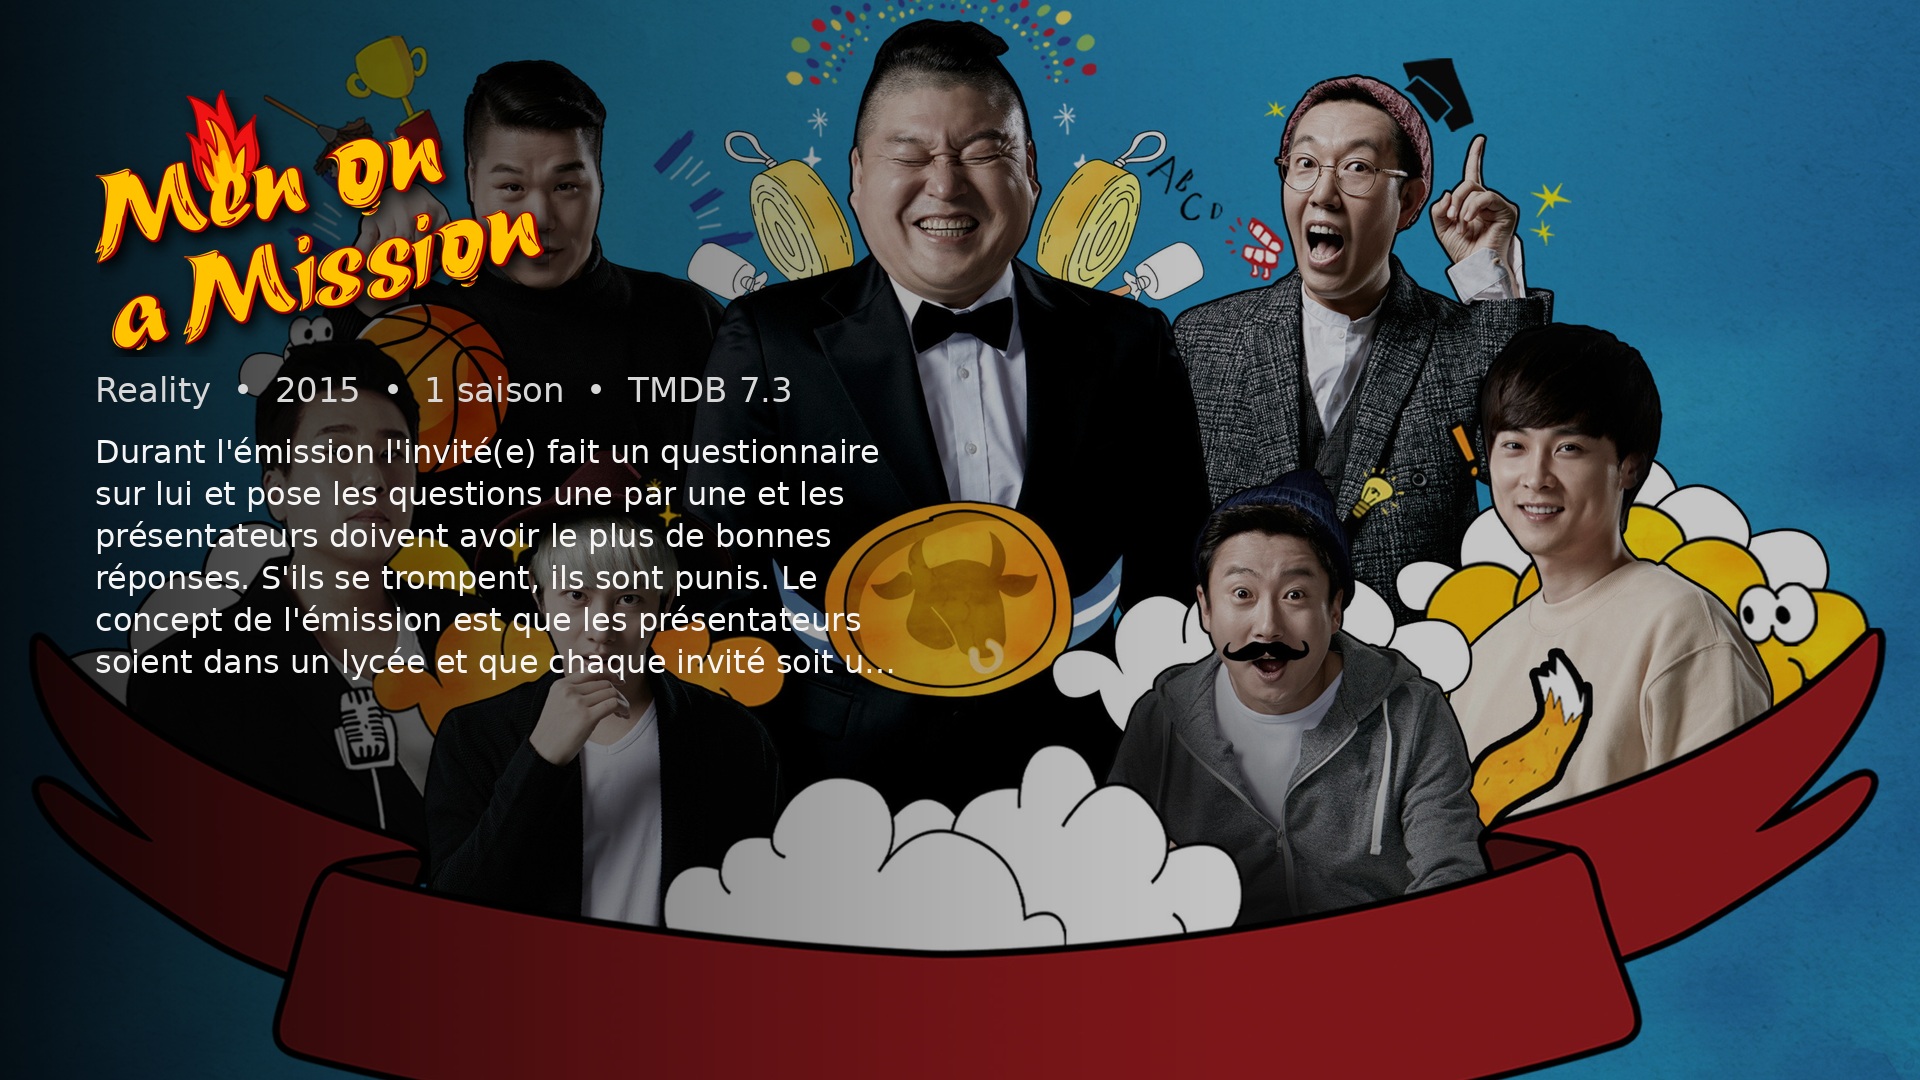 Men on
a Mission
Reality • 2015 • 1 saison • TMDB 7.3
Durant l'émission l'invité(e) fait un questionnaire
sur lui et pose les questions une par une et les
présentateurs doivent avoir le plus de bonnes
réponses. S'ils se trompent, ils sont punis. Le
concept de l'émission est que les présentateurs
soient dans un lycée et que chaque invité soit u...
A B C D